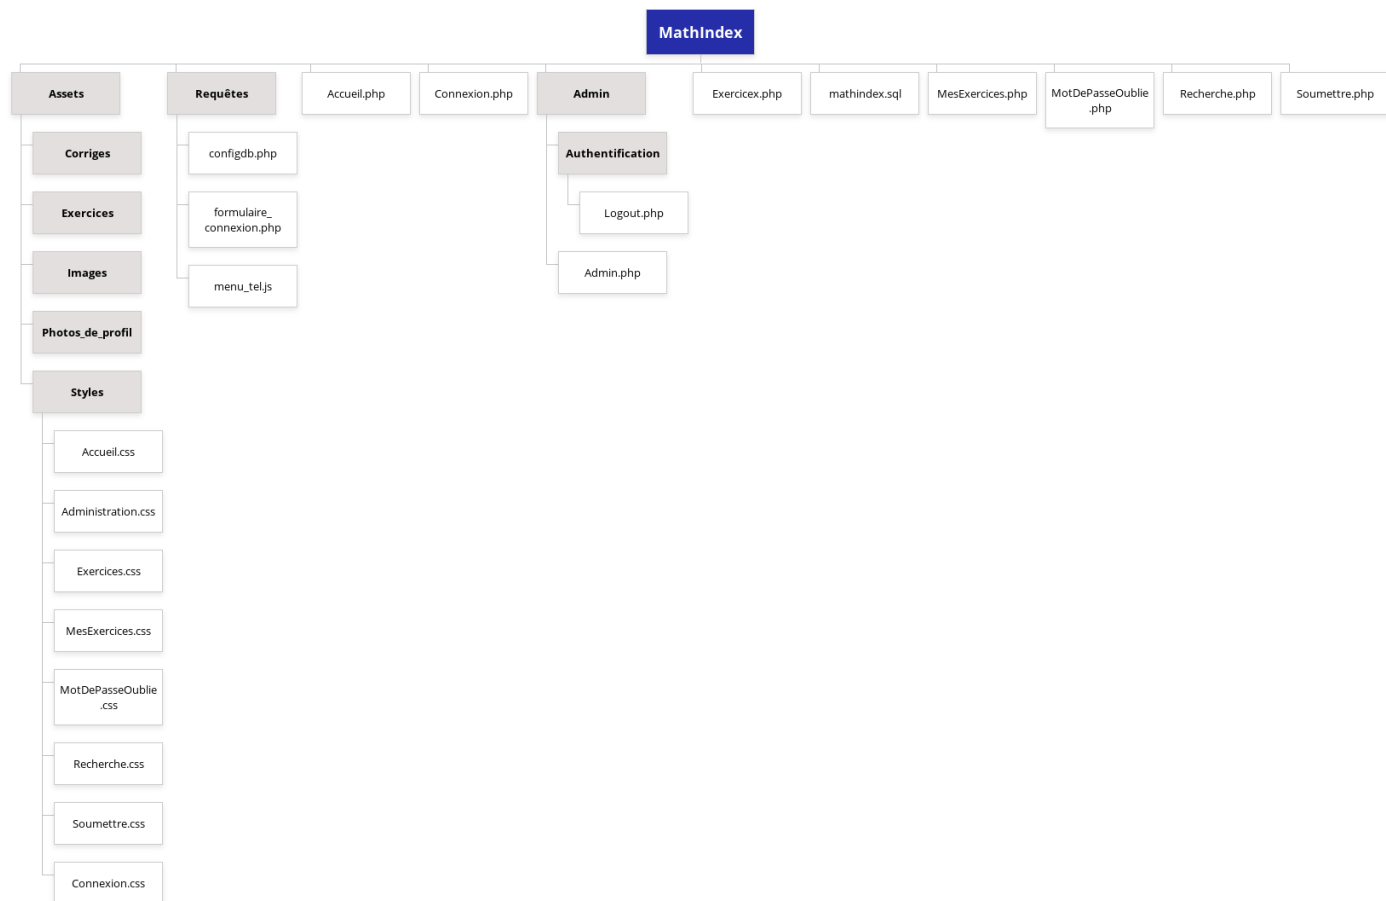 MathIndex
Assets
Requêtes
Accueil.php
Connexion.php
Admin
Exercicex.php
mathindex.sql
MesExercices.php
MotDePasseOublie
.php
Recherche.php
Soumettre.php
Corriges
Exercices
Images
Photos_de_profil
Styles
Accueil.css
Administration.css
Exercices.css
MesExercices.css
MotDePasseOublie
.css
Recherche.css
Soumettre.css
Connexion.css
configdb.php
formulaire_
connexion.php
menu_tel.js
Authentification
Logout.php
Admin.php